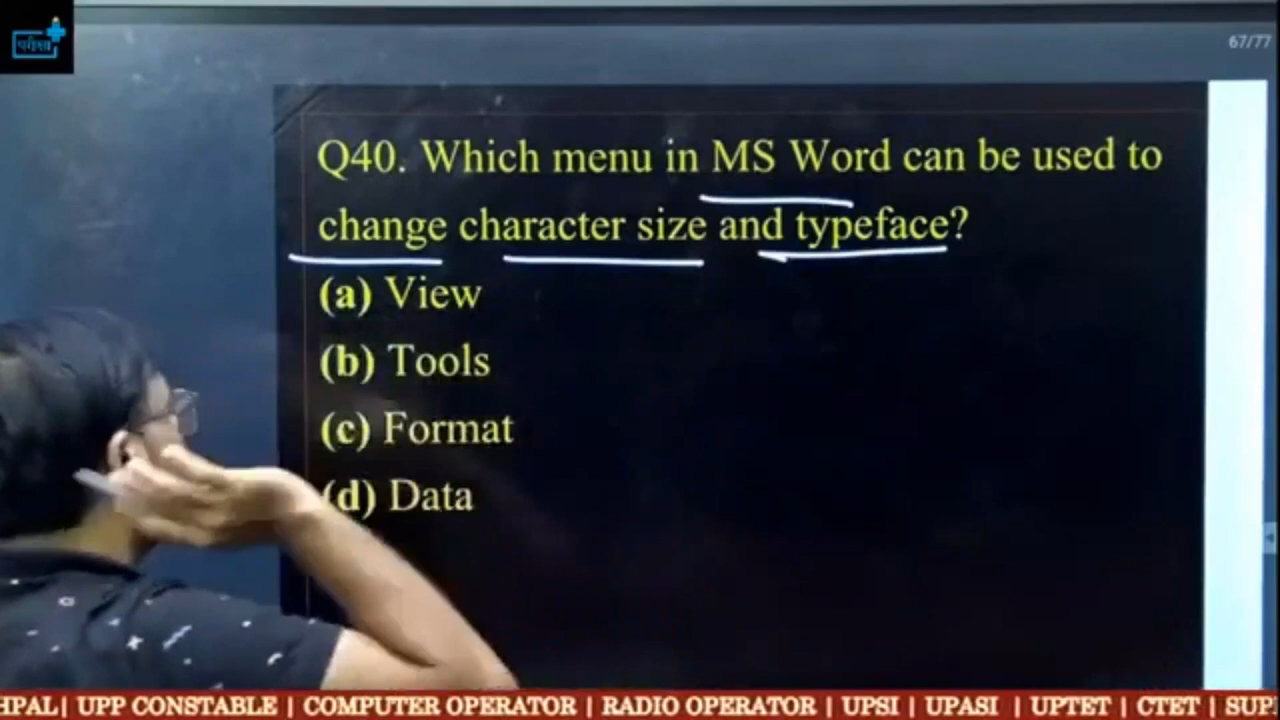 परीक्षा
67/77
Q40. Which menu in MS Word can be used to
change character size and typeface?
(a) View
(b) Tools
(c) Format
(d) Data
HPAL| UPP CONSTABLE | COMPUTER OPERATOR | RADIO OPERATOR | UPSI | UPASI | UPTET | CTET | SUP